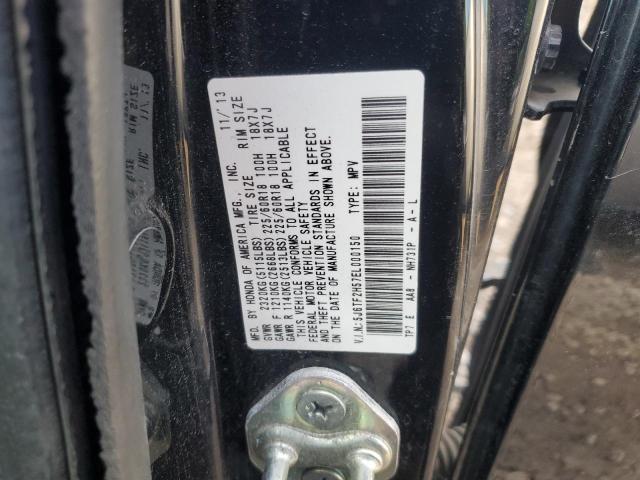 MFD. BY HONDA OF AMERICA MFG., INC. 11/13
TIRE SIZE RIM SIZE
GVWR 2320KG(5115LBS)
GAWR F 1210KG(2668LBS) 225/60R18 100H 18X7J
GAWR R 1140KG(2513LBS) 225/60R18 100H 18X7J
THIS VEHICLE CONFORMS TO ALL APPLICABLE
FEDERAL MOTOR VEHICLE SAFETY
AND THEFT PREVENTION STANDARDS IN EFFECT
ON THE DATE OF MANUFACTURE SHOWN ABOVE.
V.I.N:5J6TF2H57EL000150 TYPE: MPV
TP7 E AA8 - NH731P - A - L